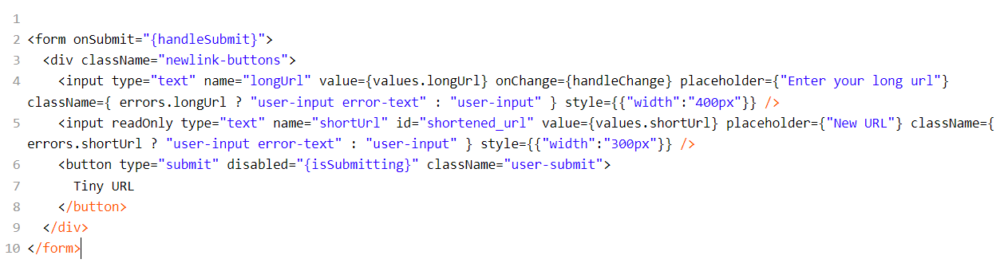 1
2 <form onSubmit="{handleSubmit}">
3 <div className="newlink-buttons">
4 <input type="text" name="longUrl" value={values.longUrl} onChange={handleChange} placeholder={"Enter your long url"}
className={ errors.longUrl ? "user-input error-text" : "user-input" } style={{"width":"400px"}} />
5 <input readOnly type="text" name="shortUrl" id="shortened_url" value={values.shortUrl} placeholder={"New URL"} className={
errors.shortUrl ? "user-input error-text" : "user-input" } style={{"width":"300px"}} />
6 <button type="submit" disabled="{isSubmitting}" className="user-submit">
7 Tiny URL
8 </button>
9 </div>
10 </form>